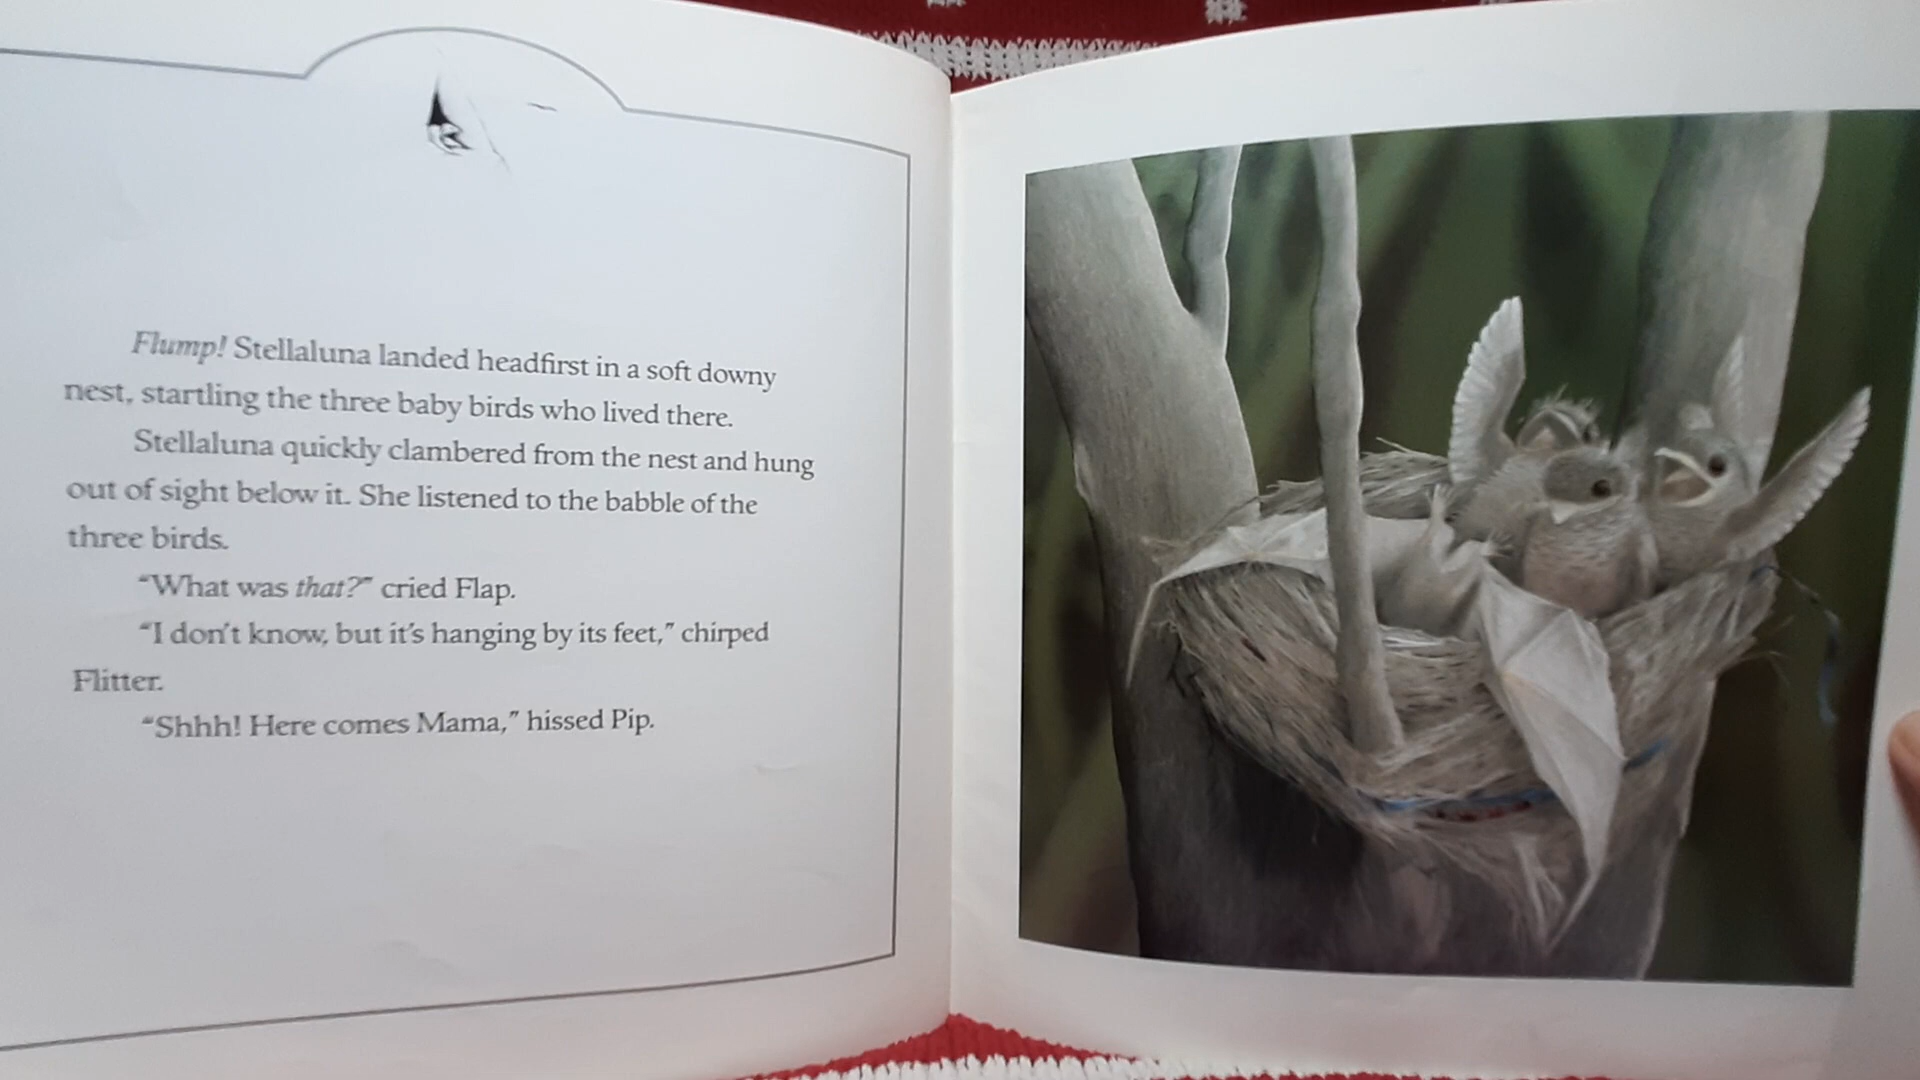 Flump! Stellaluna landed headfirst in a soft downy
nest, startling the three baby birds who lived there.
Stellaluna quickly clambered from the nest and hung
out of sight below it. She listened to the babble of the
three birds.
“What was that?” cried Flap.
“I don’t know, but it’s hanging by its feet,” chirped
Flitter.
“Shhh! Here comes Mama,” hissed Pip.